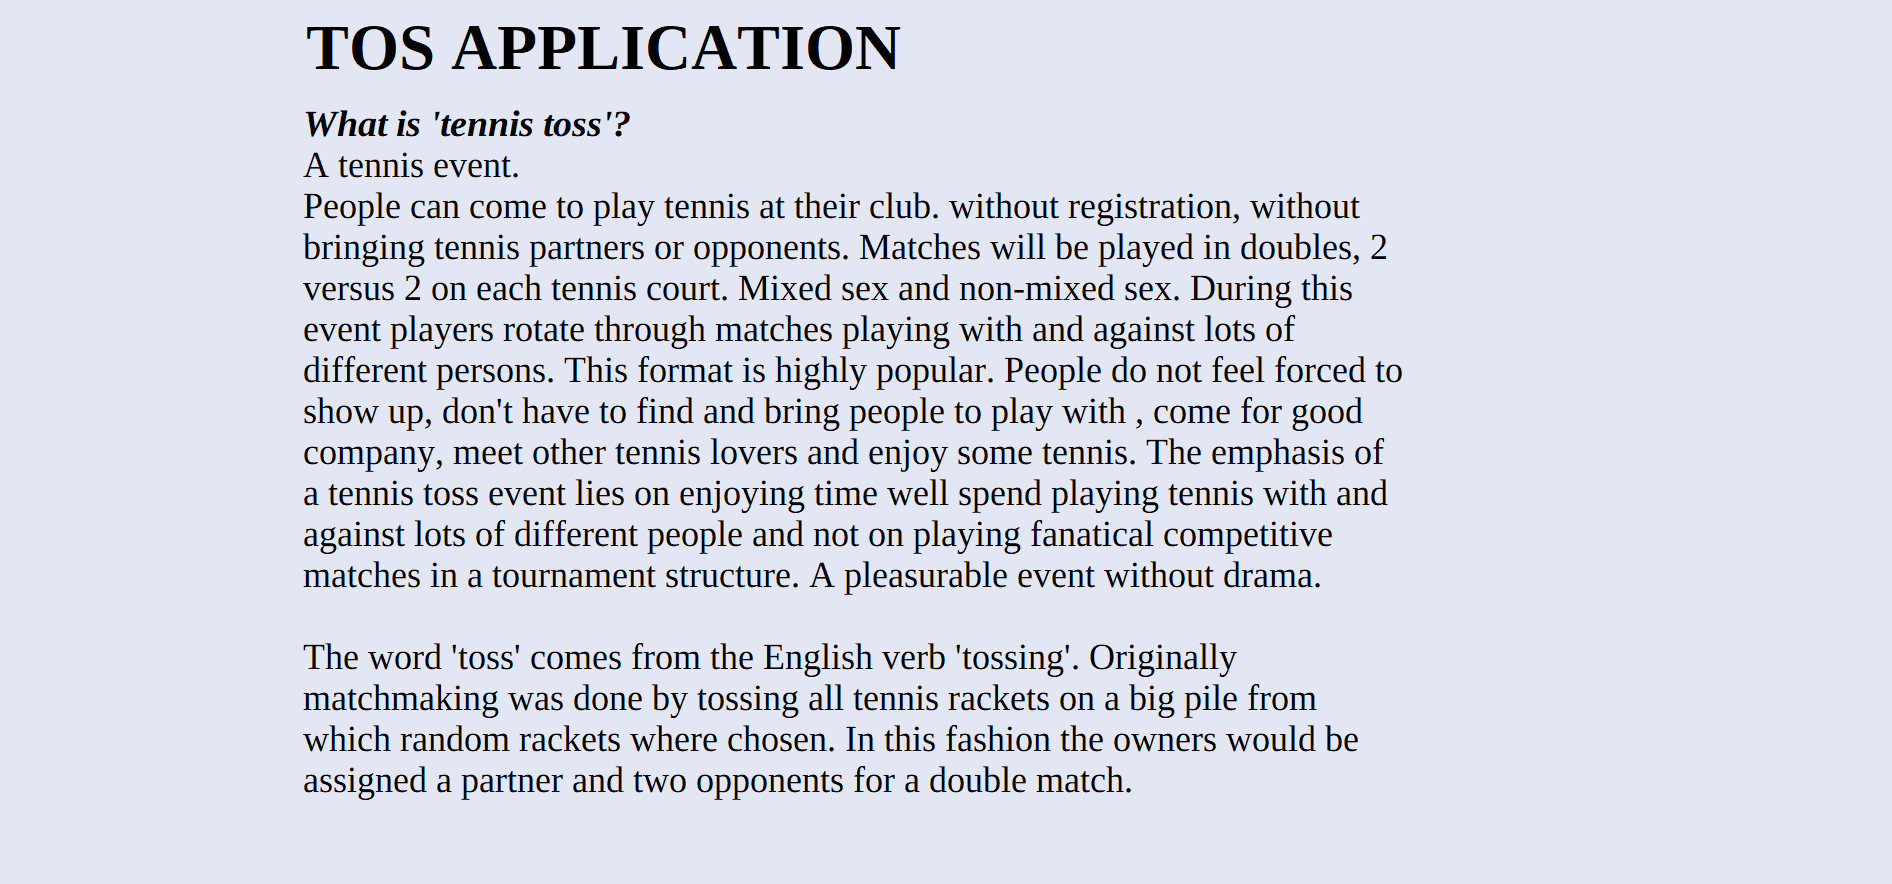 TOS APPLICATION
What is 'tennis toss'?
A tennis event.
People can come to play tennis at their club. without registration, without
bringing tennis partners or opponents. Matches will be played in doubles, 2
versus 2 on each tennis court. Mixed sex and non-mixed sex. During this
event players rotate through matches playing with and against lots of
different persons. This format is highly popular. People do not feel forced to
show up, don't have to find and bring people to play with , come for good
company, meet other tennis lovers and enjoy some tennis. The emphasis of
a tennis toss event lies on enjoying time well spend playing tennis with and
against lots of different people and not on playing fanatical competitive
matches in a tournament structure. A pleasurable event without drama.
The word 'toss' comes from the English verb 'tossing'. Originally
matchmaking was done by tossing all tennis rackets on a big pile from
which random rackets where chosen. In this fashion the owners would be
assigned a partner and two opponents for a double match.